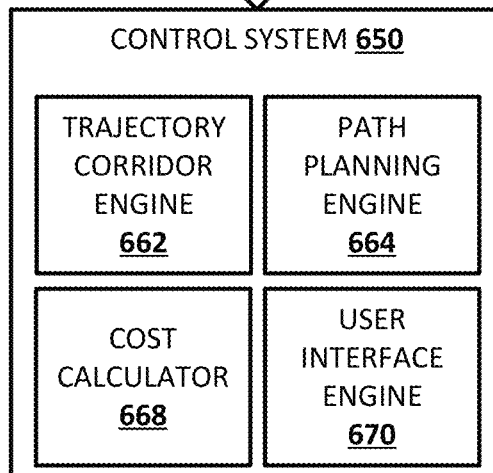 CONTROL SYSTEM 650
TRAJECTORY
CORRIDOR
ENGINE
662
PATH
PLANNING
ENGINE
664
COST
CALCULATOR
668
USER
INTERFACE
ENGINE
670